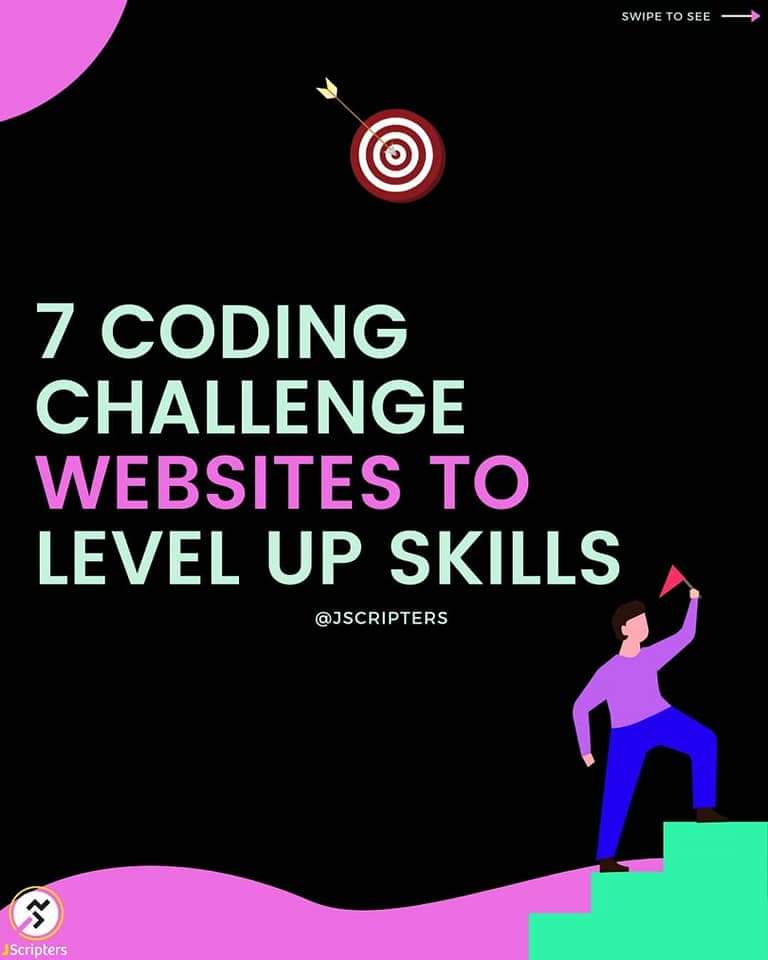 SWIPE TO SEE
7 CODING
CHALLENGE
WEBSITES TO
LEVEL UP SKILLS
@JSCRIPTERS
JScripters